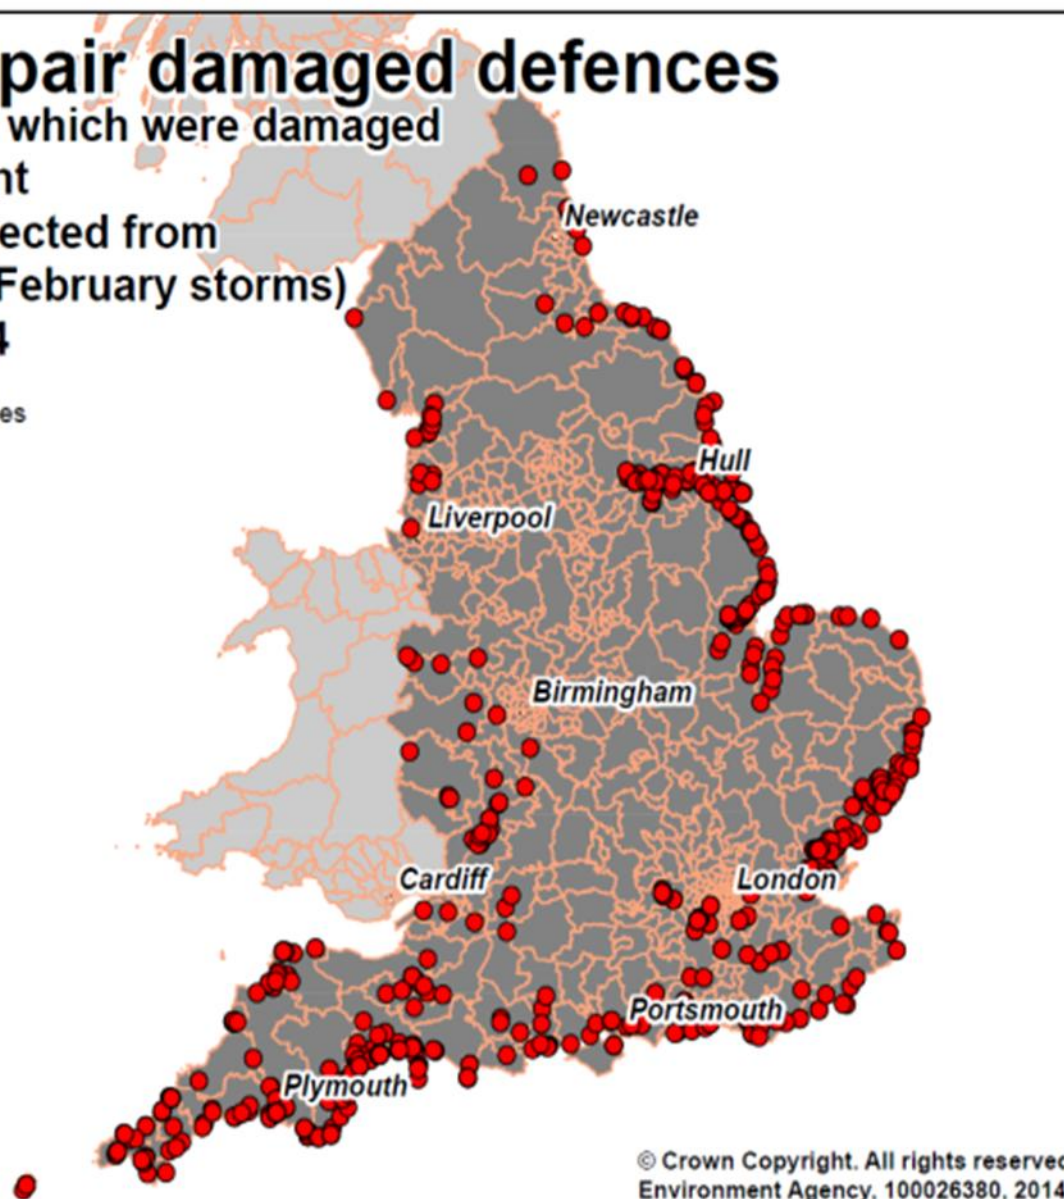 pair damaged defences
which were damaged
nt
ected from
February storms)
4
es
Newcastle
Hull
Liverpool
Birmingham
Cardiff
London
Portsmouth
Plymouth
© Crown Copyright. All rights reserved
Environment Agency, 100026380, 2014